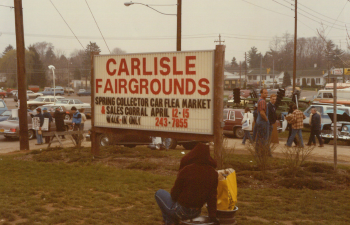 CARLISLE
FAIRGROUNDS
SPRING COLLECTOR CAR FLEA MARKET
& SALES CORRAL APRIL 12-15
WALK-IN ONLY 243-7855